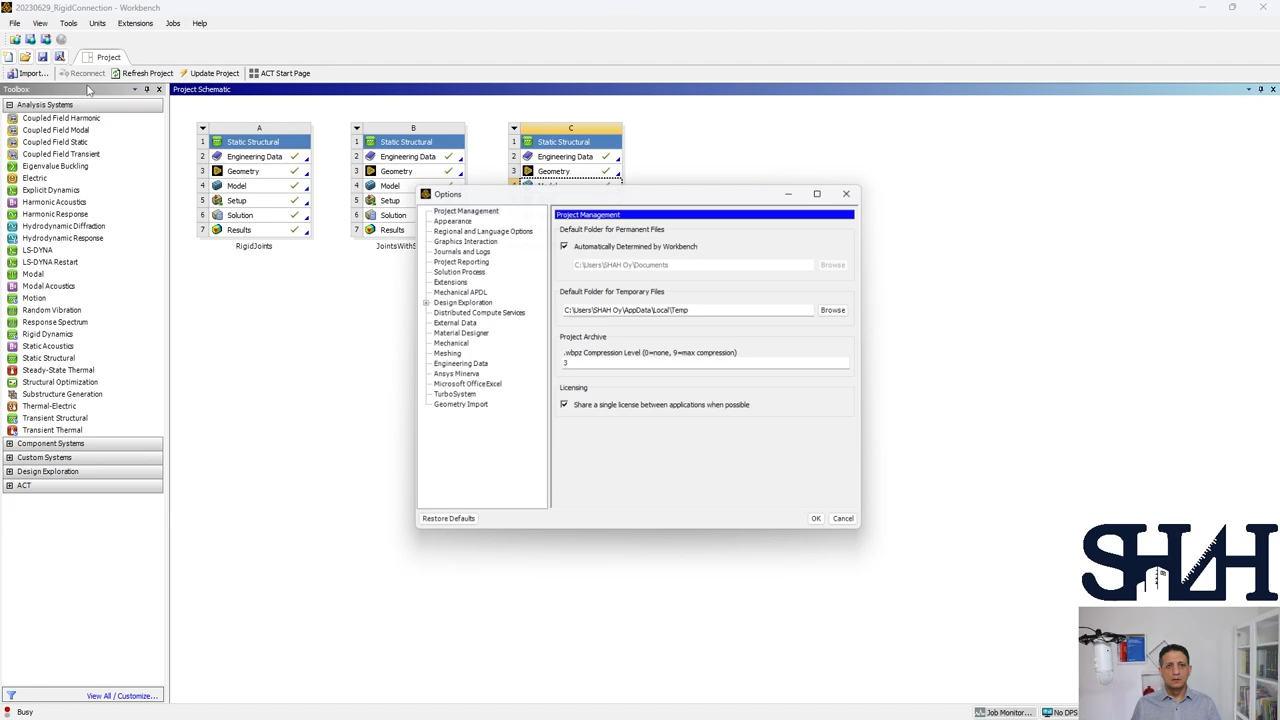 20230629_RigidConnection - Workbench
File View Tools Units Extensions Jobs Help
Project
Import... Reconnect Refresh Project Update Project ACT Start Page
Toolbox
Project Schematic
Analysis Systems
Coupled Field Harmonic
Coupled Field Modal
Coupled Field Static
Coupled Field Transient
Eigenvalue Buckling
Electric
Explicit Dynamics
Harmonic Acoustics
Harmonic Response
Hydrodynamic Diffraction
Hydrodynamic Response
LS-DYNA
LS-DYNA Restart
Modal
Modal Acoustics
Motion
Random Vibration
Response Spectrum
Rigid Dynamics
Static Acoustics
Static Structural
Steady-State Thermal
Structural Optimization
Substructure Generation
Thermal-Electric
Transient Structural
Transient Thermal
Component Systems
Custom Systems
Design Exploration
ACT
View All / Customize...
Busy
A
1 Static Structural
2 Engineering Data
3 Geometry
4 Model
5 Setup
6 Solution
7 Results
RigidJoints
B
1 Static Structural
2 Engineering Data
3 Geometry
4 Model
5 Setup
6 Solution
7 Results
JointsWithS
C
1 Static Structural
2 Engineering Data
3 Geometry
Options
Project Management
Appearance
Regional and Language Options
Graphics Interaction
Journals and Logs
Project Reporting
Solution Process
Extensions
Mechanical APDL
Design Exploration
Distributed Compute Services
External Data
Material Designer
Mechanical
Meshing
Engineering Data
Ansys Minerva
Microsoft Office Excel
TurboSystem
Geometry Import
Project Management
Default Folder for Permanent Files
Automatically Determined by Workbench
C:\Users\SHAH Oy\Documents Browse
Default Folder for Temporary Files
C:\Users\SHAH Oy\AppData\Local\Temp Browse
Project Archive
.wbpz Compression Level (0=none, 9=max compression)
3
Licensing
Share a single license between applications when possible
Restore Defaults OK Cancel
SHAH
Job Monitor... No DPS